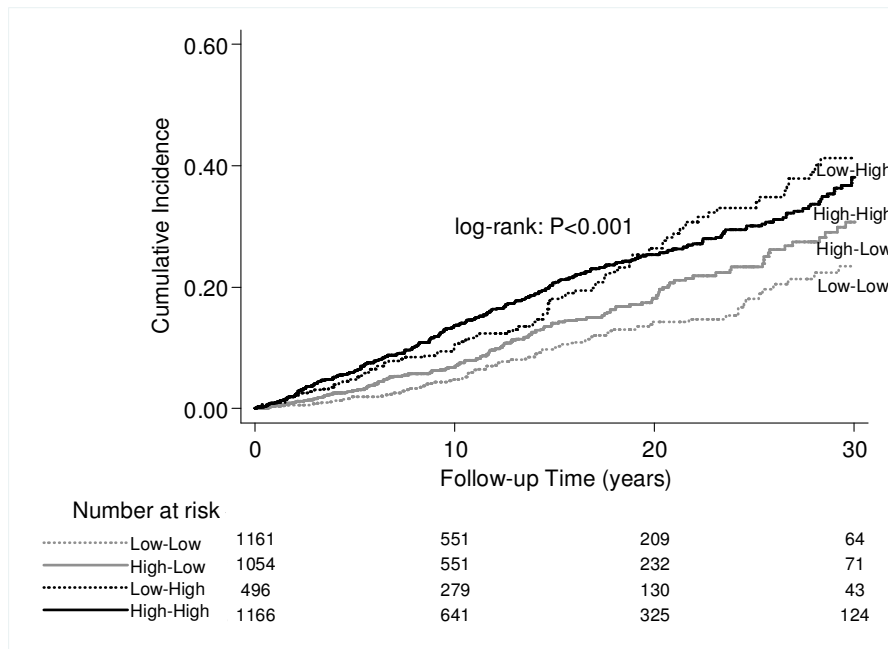 0.60
0.40
0.20
0.00
Cumulative Incidence
log-rank: P<0.001
Low-High
High-High
High-Low
Low-Low
0 10 20 30
Follow-up Time (years)
Number at risk
Low-Low 1161 551 209 64
High-Low 1054 551 232 71
Low-High 496 279 130 43
High-High 1166 641 325 124